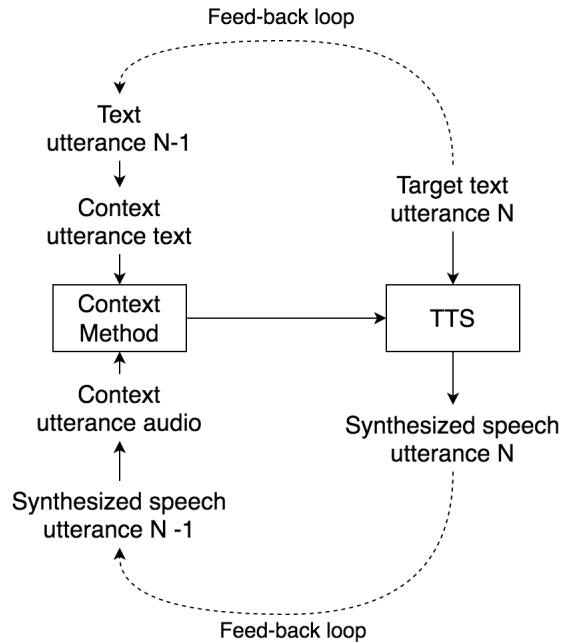 Feed-back loop
Text
utterance N-1
Context
utterance text
Context
Method
Context
utterance audio
Synthesized speech
utterance N -1
Target text
utterance N
TTS
Synthesized speech
utterance N
Feed-back loop